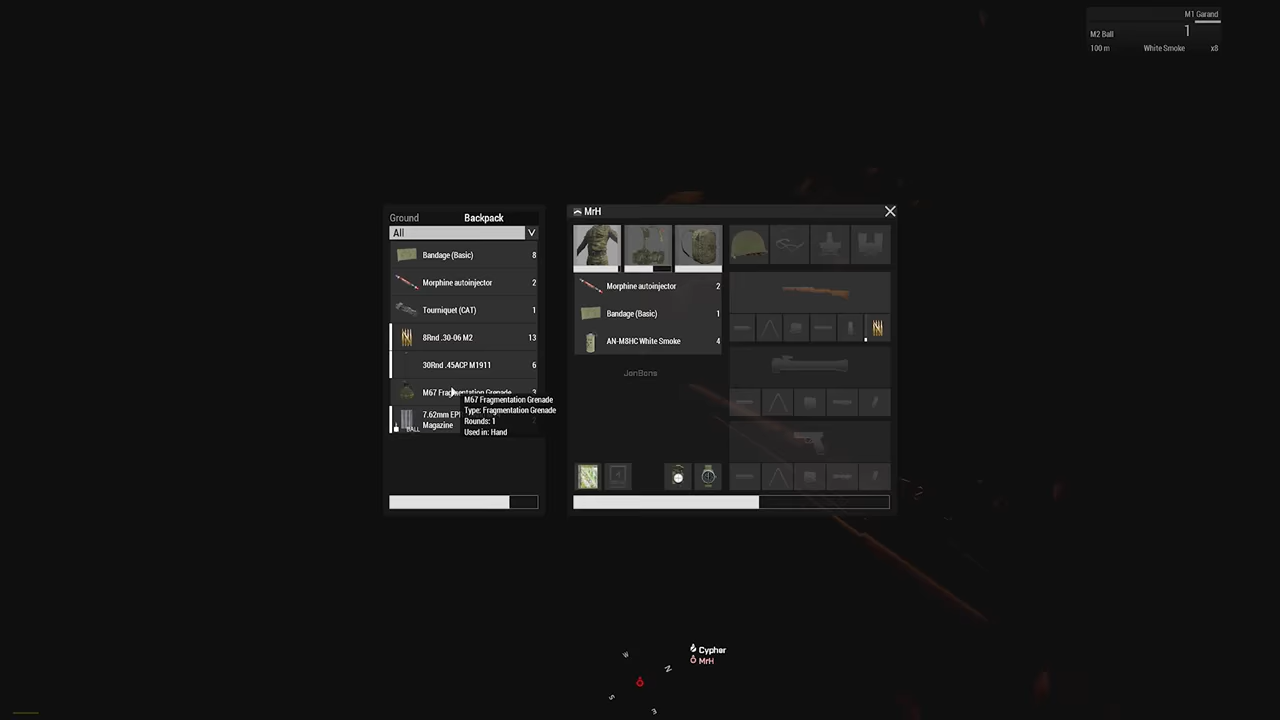 M1 Garand
M2 Ball
1
100 m
White Smoke
x8
Ground
Backpack
All
V
Bandage (Basic)
8
Morphine autoinjector
2
Tourniquet (CAT)
1
8Rnd .30-06 M2
13
30Rnd .45ACP M1911
6
M67 Fragmentation Grenade
3
7.62mm
Magazine
BALL
M67 Fragmentation Grenade
Type: Fragmentation Grenade
Rounds: 1
Used in: Hand
MrH
Morphine autoinjector
2
Bandage (Basic)
1
AN-M8HC White Smoke
4
JonBons
W
N
S
E
Cypher
MrH